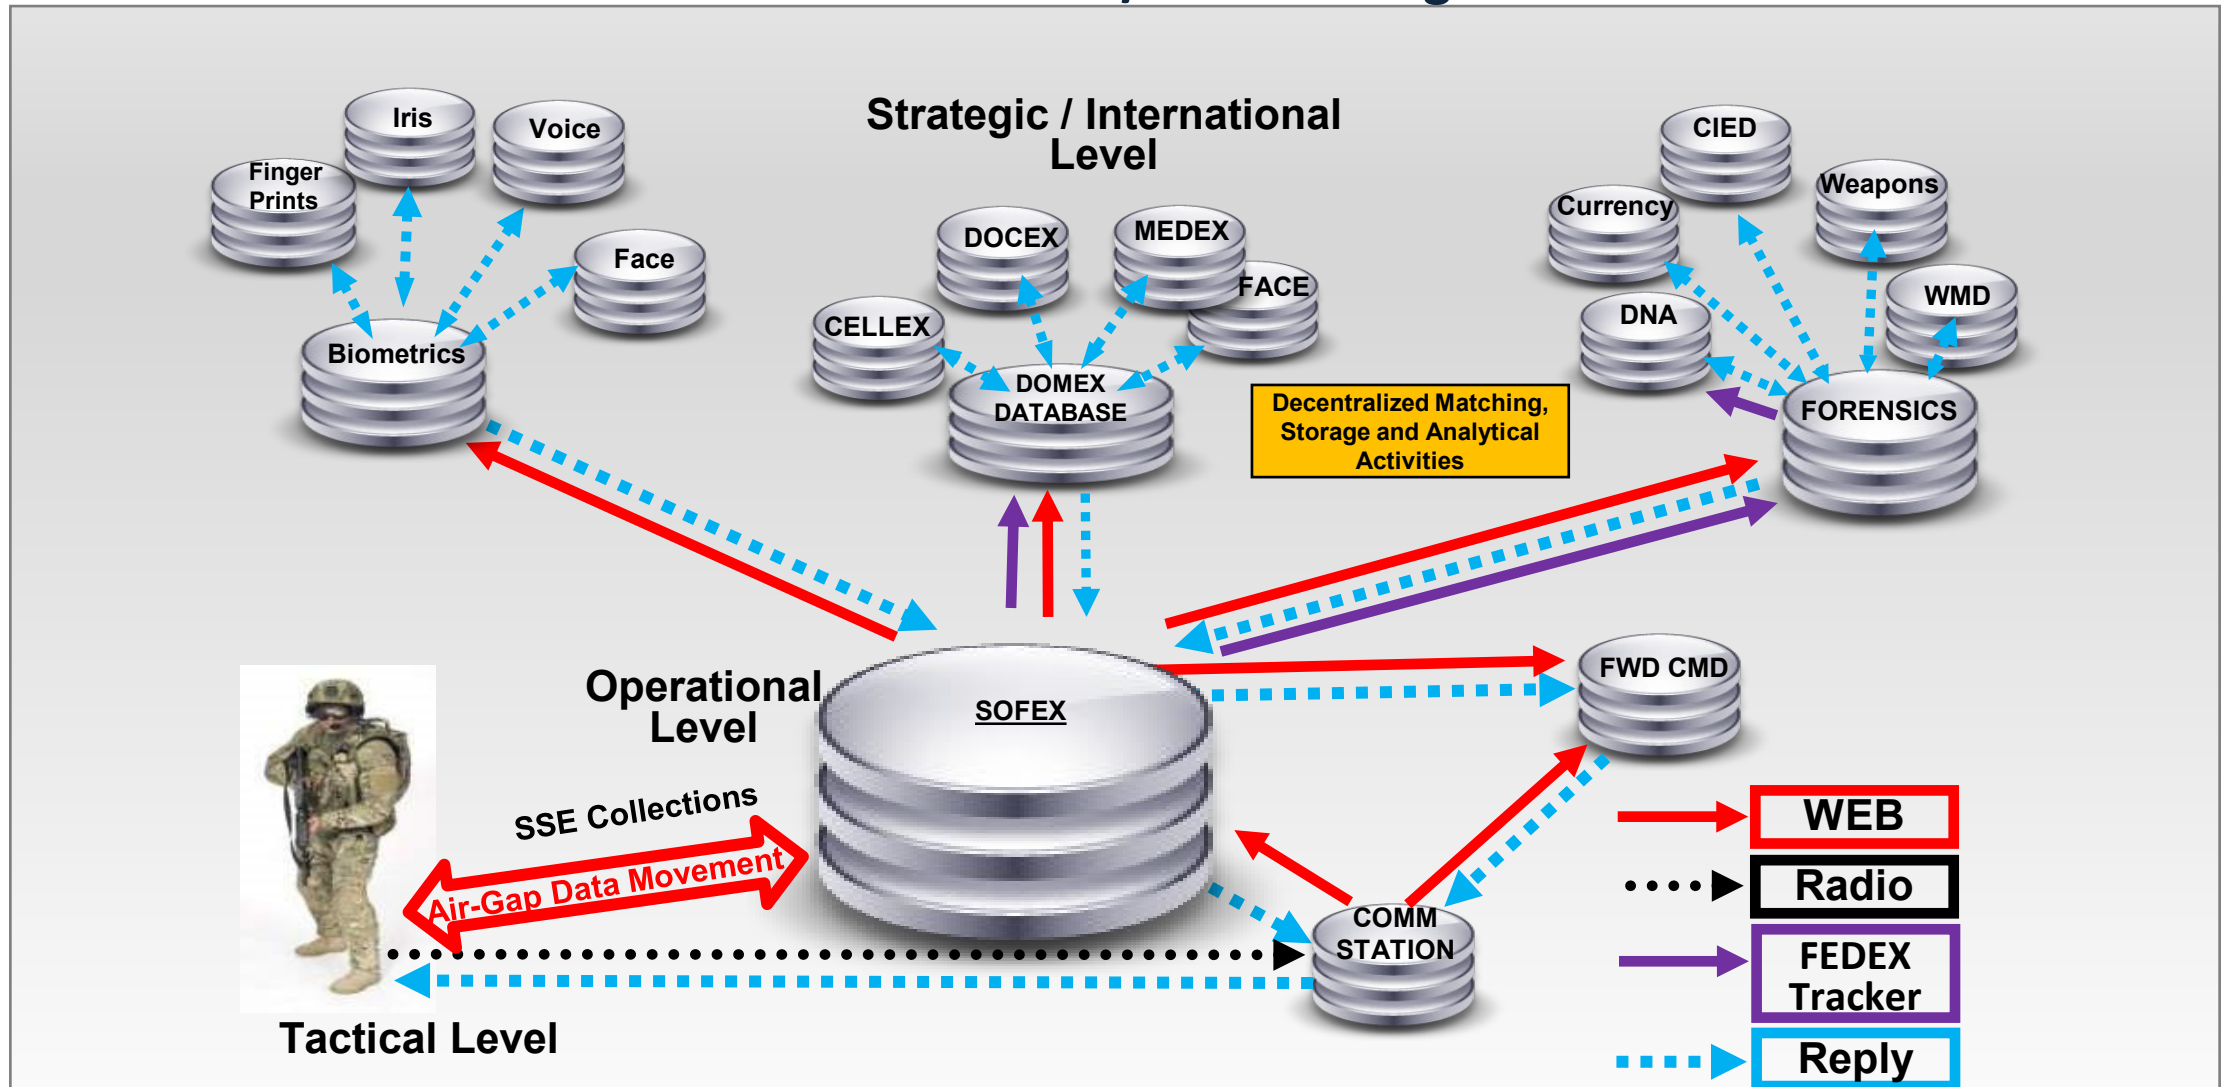 Iris
Voice
Finger
Prints
Face
Biometrics
Strategic / International
Level
DOCEX
MEDEX
FACE
CELLEX
DOMEX
DATABASE
Decentralized Matching,
Storage and Analytical
Activities
CIED
Weapons
Currency
WMD
DNA
FORENSICS
Operational
Level
SOFEX
FWD CMD
SSE Collections
Air-Gap Data Movement
COMM
STATION
Tactical Level
WEB
Radio
FEDEX
Tracker
Reply